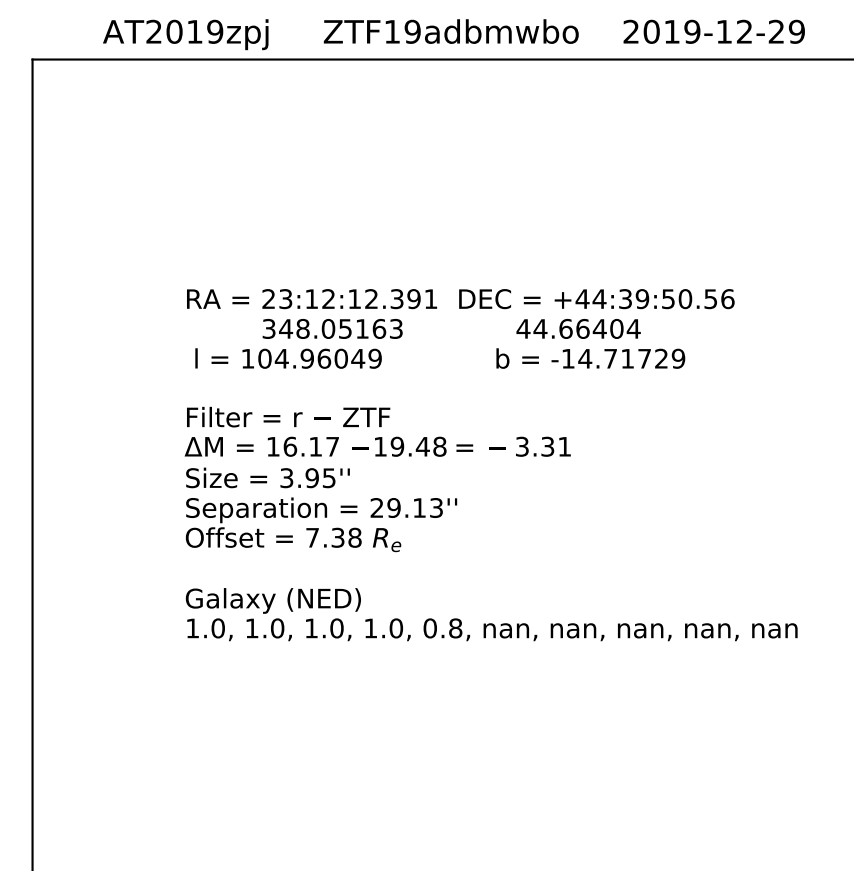 AT2019zpj ZTF19adbmwbo 2019-12-29
RA = 23:12:12.391 DEC = +44:39:50.56
348.05163 44.66404
l = 104.96049 b = -14.71729
Filter = r − ZTF
ΔM = 16.17 −19.48 = − 3.31
Size = 3.95''
Separation = 29.13''
Offset = 7.38 Re
Galaxy (NED)
1.0, 1.0, 1.0, 1.0, 0.8, nan, nan, nan, nan, nan